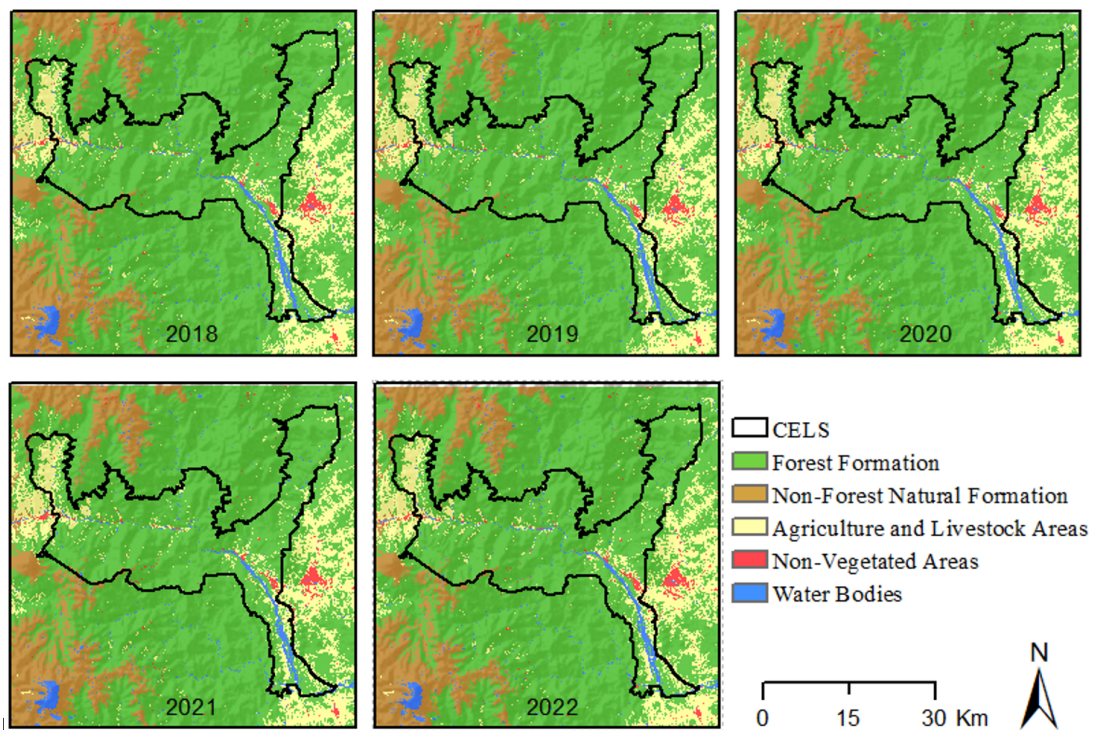 2018
2019
2020
2021
2022
CELS
Forest Formation
Non-Forest Natural Formation
Agriculture and Livestock Areas
Non-Vegetated Areas
Water Bodies
N
0 15 30 Km